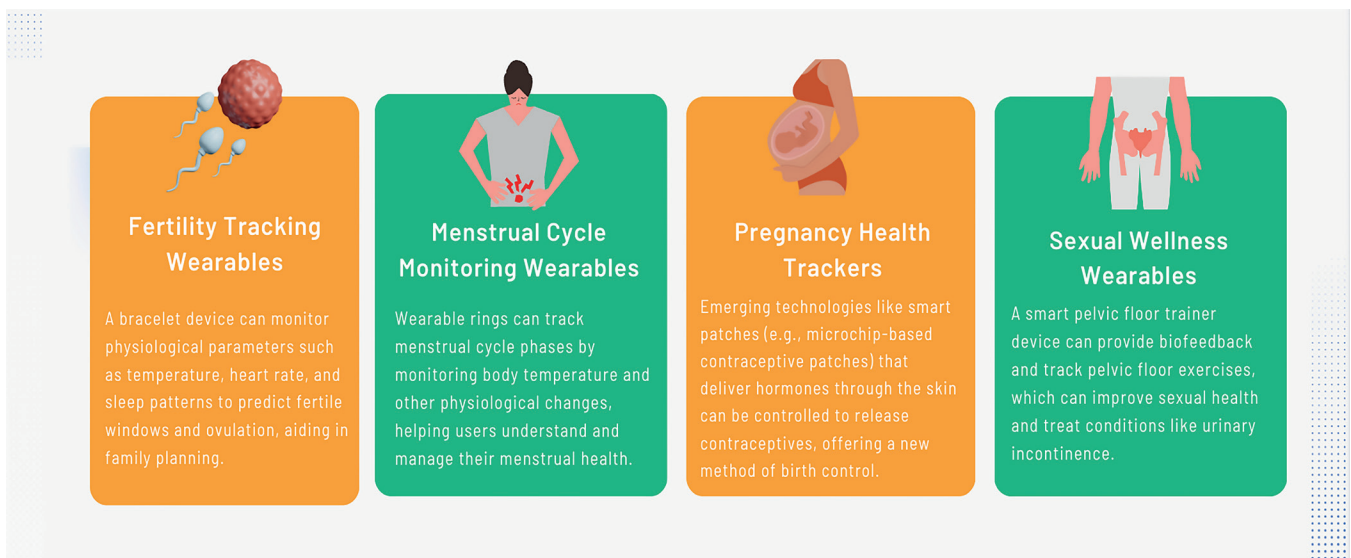 Fertility Tracking
Wearables
A bracelet device can monitor
physiological parameters such
as temperature, heart rate, and
sleep patterns to predict fertile
windows and ovulation, aiding in
family planning.
Menstrual Cycle
Monitoring Wearables
Wearable rings can track
menstrual cycle phases by
monitoring body temperature and
other physiological changes,
helping users understand and
manage their menstrual health.
Pregnancy Health
Trackers
Emerging technologies like smart
patches (e.g., microchip-based
contraceptive patches) that
deliver hormones through the skin
can be controlled to release
contraceptives, offering a new
method of birth control.
Sexual Wellness
Wearables
A smart pelvic floor trainer
device can provide biofeedback
and track pelvic floor exercises,
which can improve sexual health
and treat conditions like urinary
incontinence.